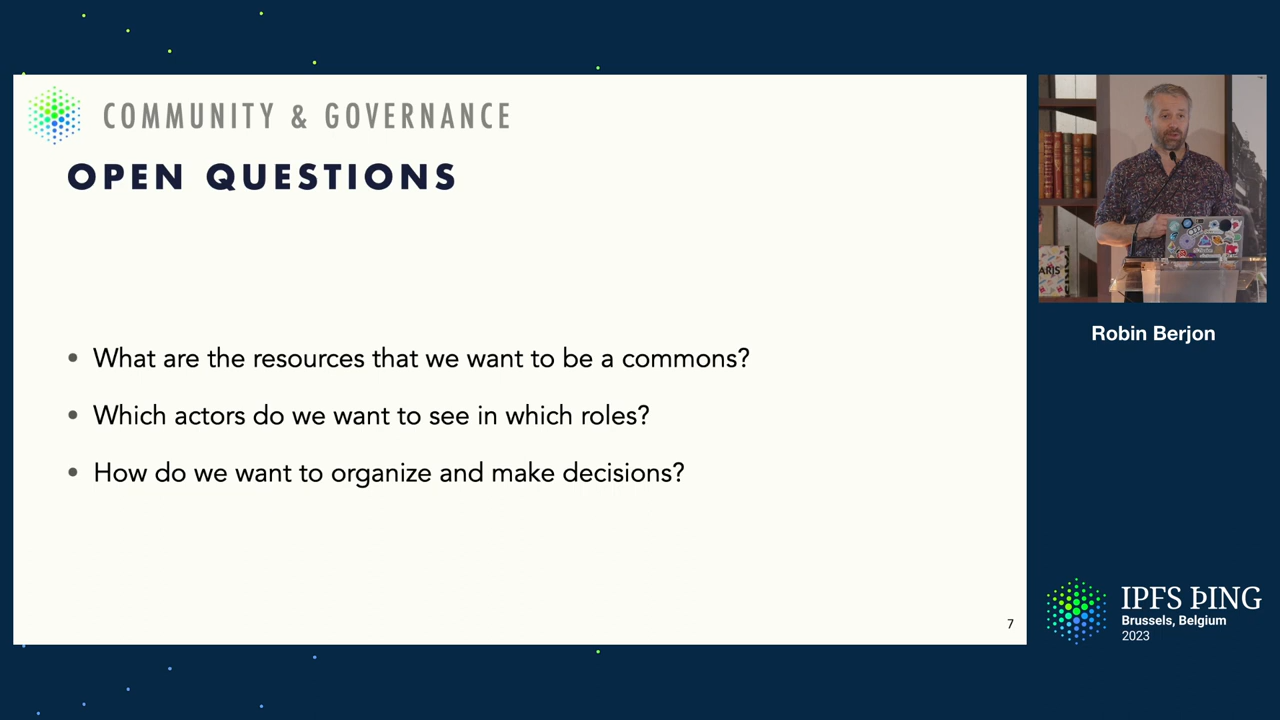 COMMUNITY & GOVERNANCE
OPEN QUESTIONS
• What are the resources that we want to be a commons?
• Which actors do we want to see in which roles?
• How do we want to organize and make decisions?
7
Robin Berjon
IPFS ÞING
Brussels, Belgium
2023